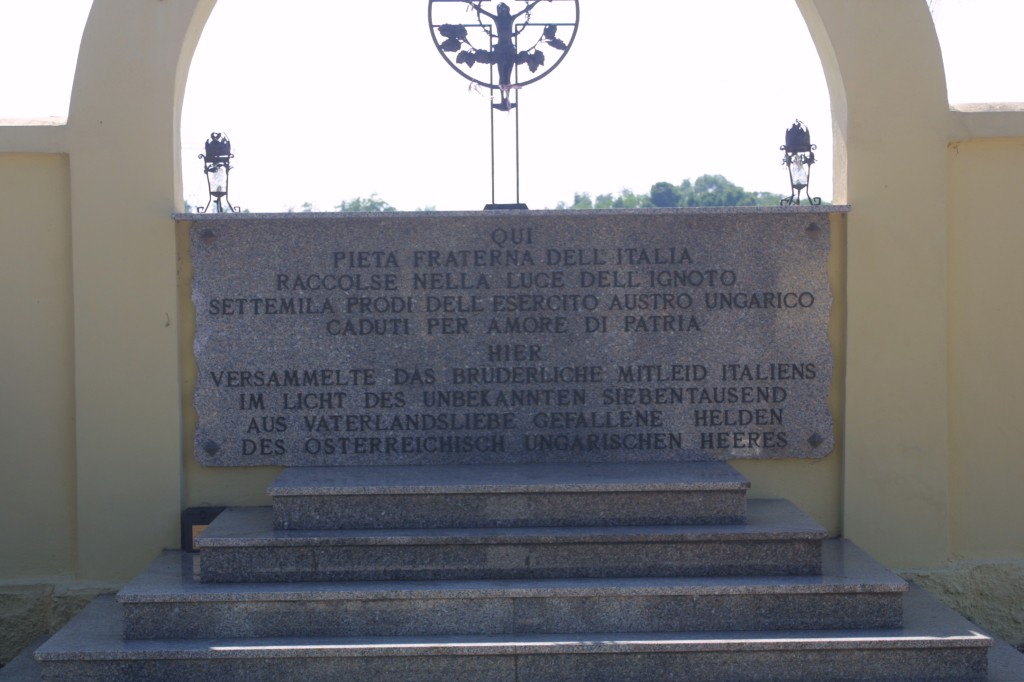 QUI
PIETA FRATERNA DELL'ITALIA
RACCOLSE NELLA LUCE DELL'IGNOTO
SETTEMILA PRODI DELL'ESERCITO AUSTRO UNGARICO
CADUTI PER AMORE DI PATRIA
HIER
VERSAMMELTE DAS BRUDERLICHE MITLEID ITALIENS
IM LICHT DES UNBEKANNTEN SIEBENTAUSEND
AUS VATERLANDSLIEBE GEFALLENE HELDEN
DES OSTERREICHISCH UNGARISCHEN HEERES